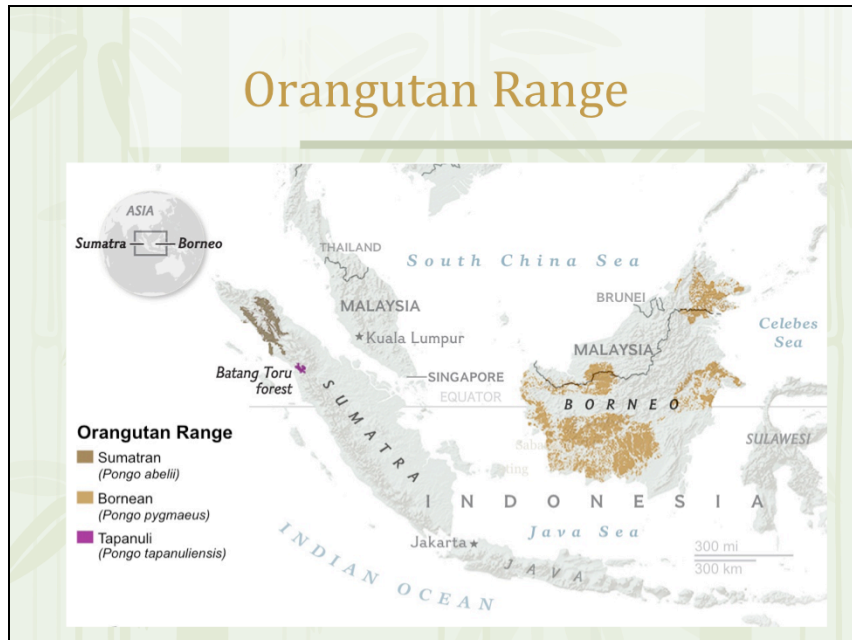 Orangutan Range
ASIA
Sumatra
Borneo
THAILAND
South China Sea
MALAYSIA
BRUNEI
Kuala Lumpur
Celebes
Sea
MALAYSIA
Batang Toru
forest
SINGAPORE
EQUATOR
BORNEO
SUMATRA
SULAWESI
Orangutan Range
Sumatran
(Pongo abelii)
Bornean
(Pongo pygmaeus)
Tapanuli
(Pongo tapanuliensis)
INDONESIA
Java Sea
Jakarta
JAVA
300 mi
300 km
INDIAN OCEAN